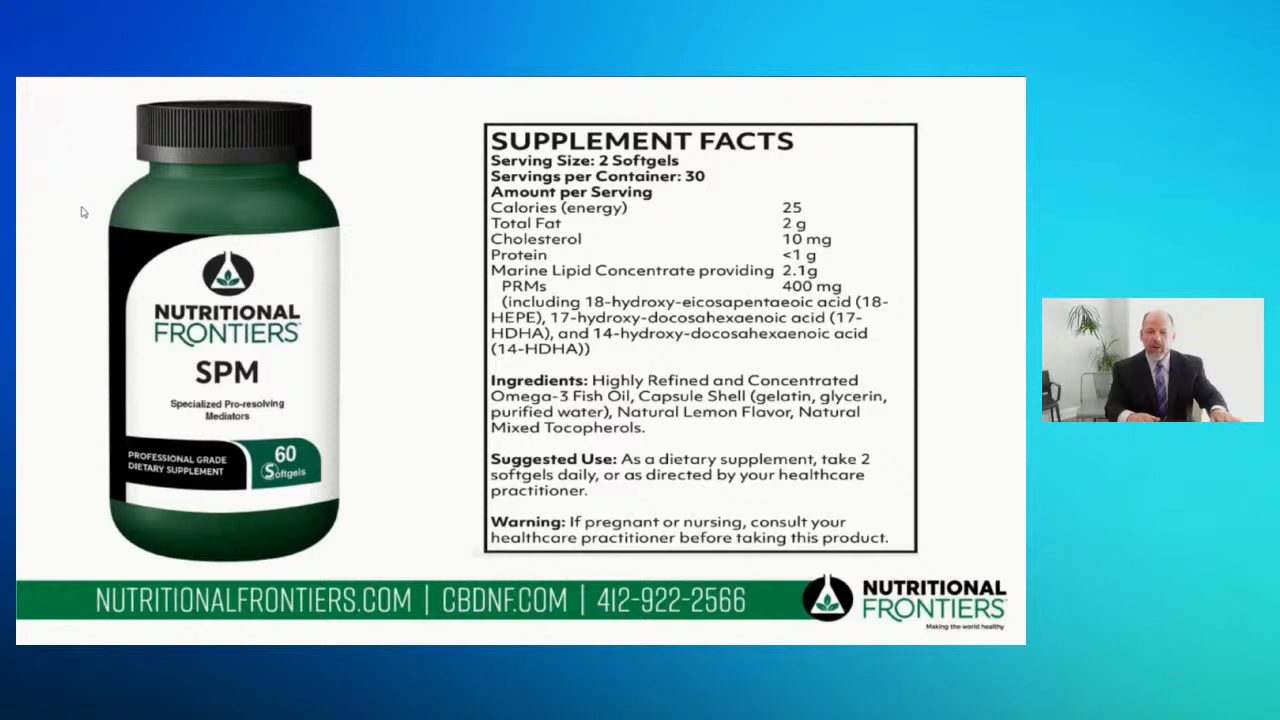 NUTRITIONAL
FRONTIERS
SPM
Specialized Pro-resolving
Mediators
PROFESSIONAL GRADE
DIETARY SUPPLEMENT
60
Softgels
SUPPLEMENT FACTS
Serving Size: 2 Softgels
Servings per Container: 30
Amount per Serving
Calories (energy) 25
Total Fat 2 g
Cholesterol 10 mg
Protein <1 g
Marine Lipid Concentrate providing 2.1g
PRMs 400 mg
(including 18-hydroxy-eicosapentaeoic acid (18-
HEPE), 17-hydroxy-docosahexaenoic acid (17-
HDHA), and 14-hydroxy-docosahexaenoic acid
(14-HDHA))
Ingredients: Highly Refined and Concentrated
Omega-3 Fish Oil, Capsule Shell (gelatin, glycerin,
purified water), Natural Lemon Flavor, Natural
Mixed Tocopherols.
Suggested Use: As a dietary supplement, take 2
softgels daily, or as directed by your healthcare
practitioner.
Warning: If pregnant or nursing, consult your
healthcare practitioner before taking this product.
NUTRITIONALFRONTIERS.COM | CBDNF.COM | 412-922-2566
NUTRITIONAL
FRONTIERS
Making the world healthy